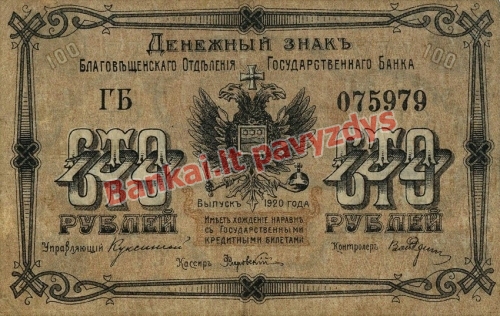 100 ДЕНЕЖНЫЙ ЗНАКЪ 100
БЛАГОВѢЩЕНСКАГО ОТДѢЛЕНІЯ ГОСУДАРСТВЕННАГО БАНКА
ГБ 075979
СТО СТО
РУБЛЕЙ РУБЛЕЙ
Bankai.lt pavyzdys
ВЫПУСКЪ 1920 ГОДА
ИМѢЕТЪ ХОЖДЕНІЕ НАРАВНѢ
СЪ ГОСУДАРСТВЕННЫМИ
КРЕДИТНЫМИ БИЛЕТАМИ
Управляющій Контролеръ
Кассиръ